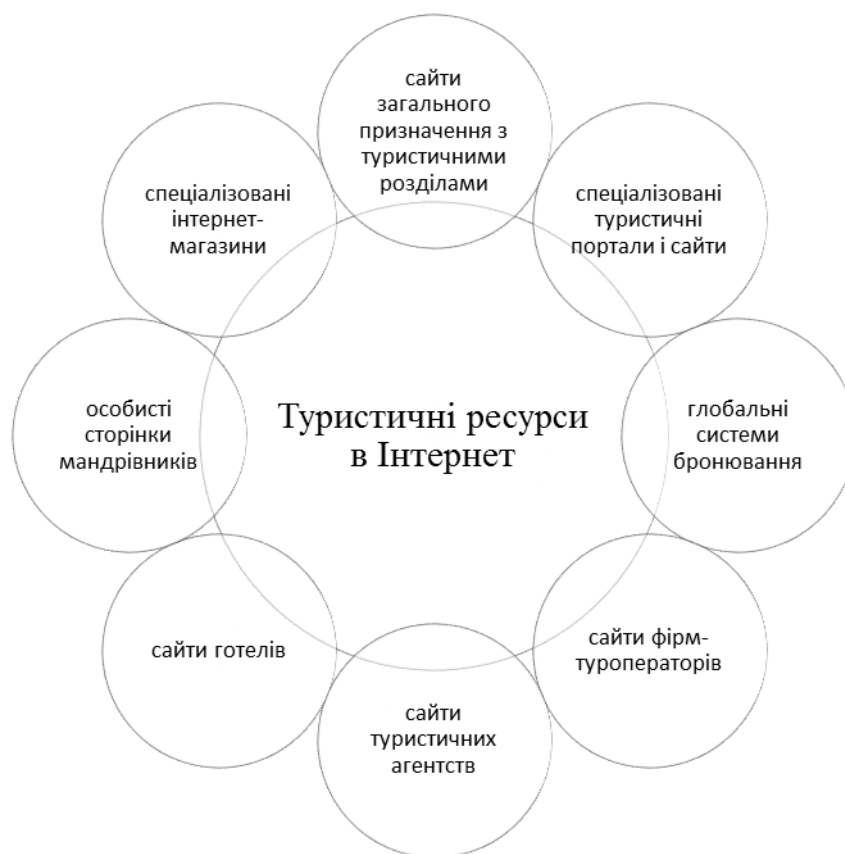 сайти
загального
призначення з
туристичними
розділами
спеціалізовані
туристичні
портали і сайти
глобальні
системи
бронювання
сайти фірм-
туроператорів
сайти
туристичних
агентств
сайти готелів
особисті
сторінки
мандрівників
спеціалізовані
інтернет-
магазини
Туристичні ресурси
в Інтернет